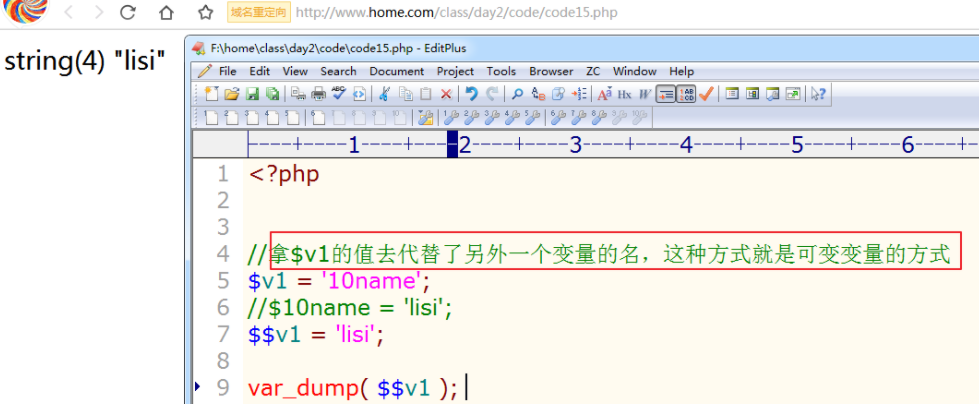 域名重定向 http://www.home.com/class/day2/code/code15.php
string(4) "lisi"
F:\home\class\day2\code\code15.php - EditPlus
File Edit View Search Document Project Tools Browser ZC Window Help
----+----1----+----2----+----3----+----4----+----5----+----6----+-
1 <?php
2
3
4 //拿$v1的值去代替了另外一个变量的名，这种方式就是可变变量的方式
5 $v1 = '10name';
6 //$10name = 'lisi';
7 $$v1 = 'lisi';
8
9 var_dump( $$v1 );